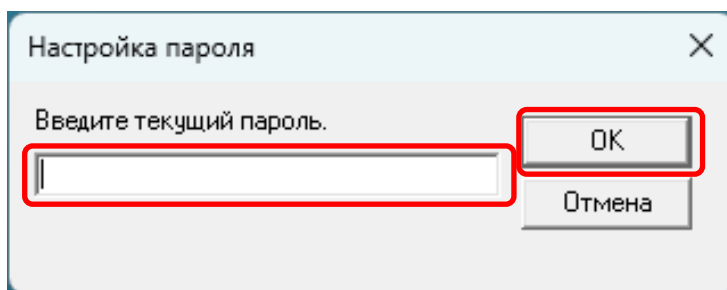 Настройка пароля
Введите текущий пароль.
OK
Отмена